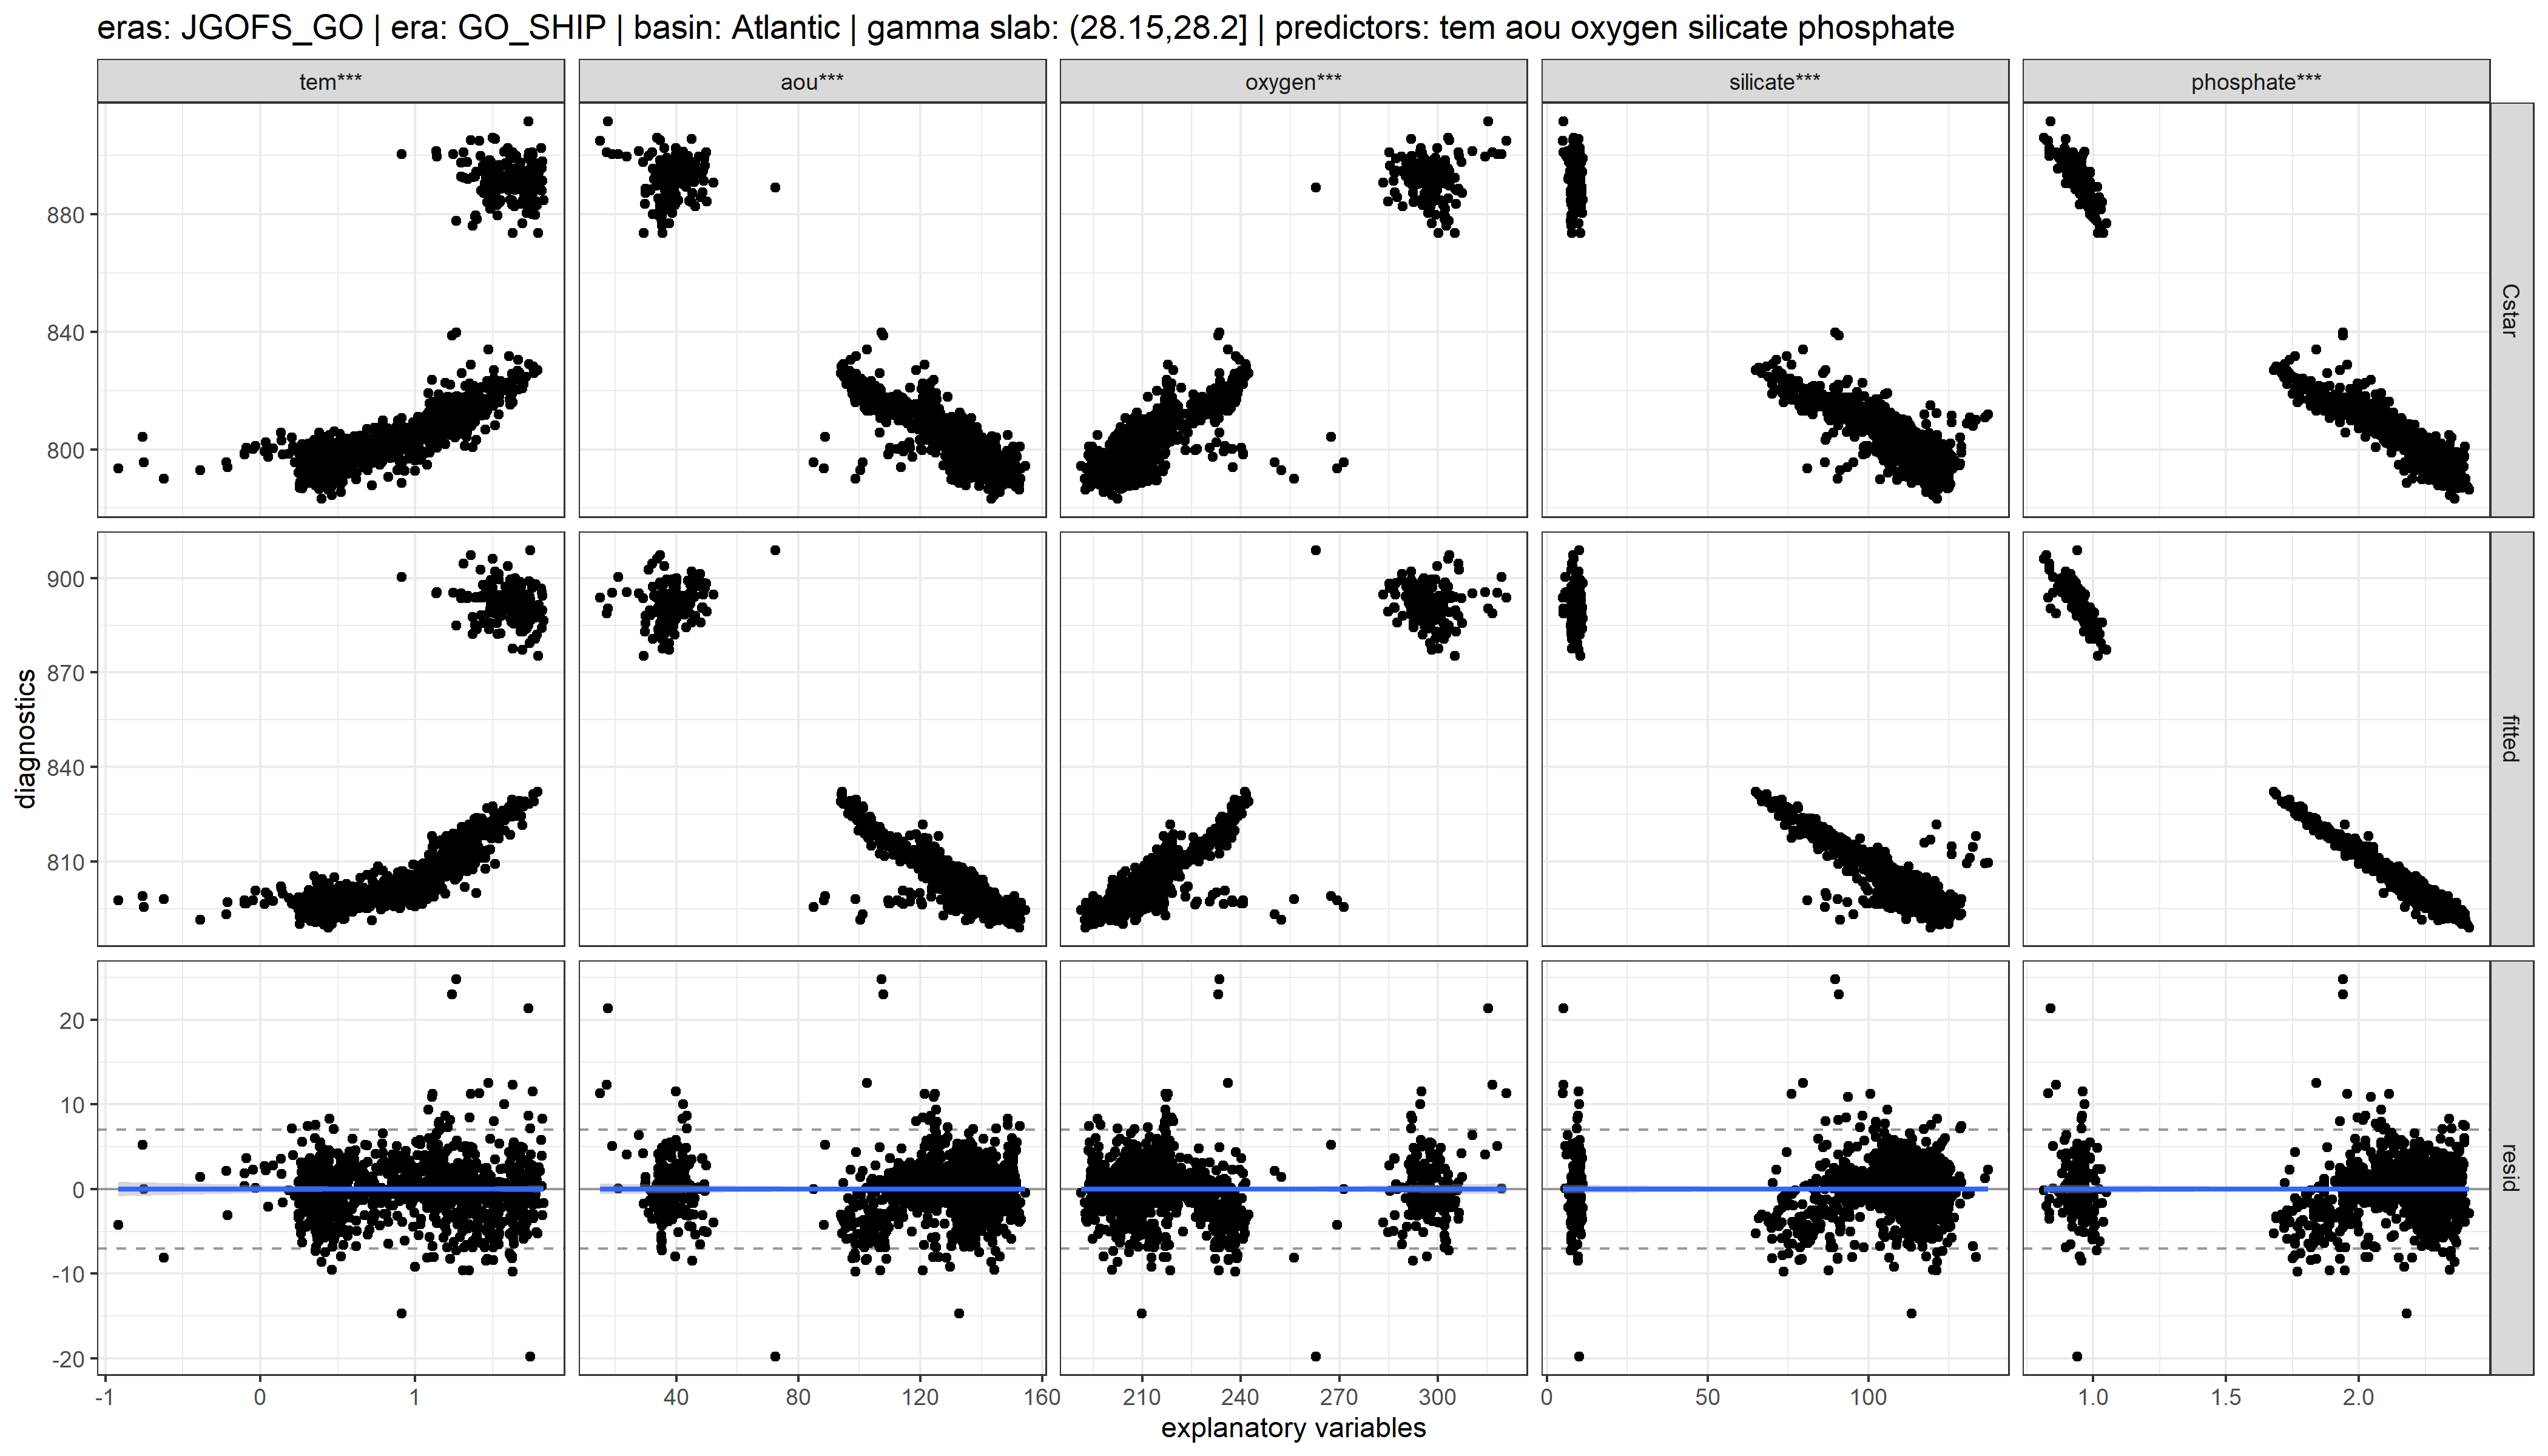 eras: JGOFS_GO | era: GO_SHIP | basin: Atlantic | gamma slab: (28.15,28.2] | predictors: tem aou oxygen silicate phosphate
tem*** aou*** oxygen*** silicate*** phosphate***
880
840
800
Cstar
900
870
840
810
fitted
diagnostics
20
10
0
-10
-20
resid
-1 0 1 40 80 120 160 210 240 270 300 0 50 100 1.0 1.5 2.0
explanatory variables